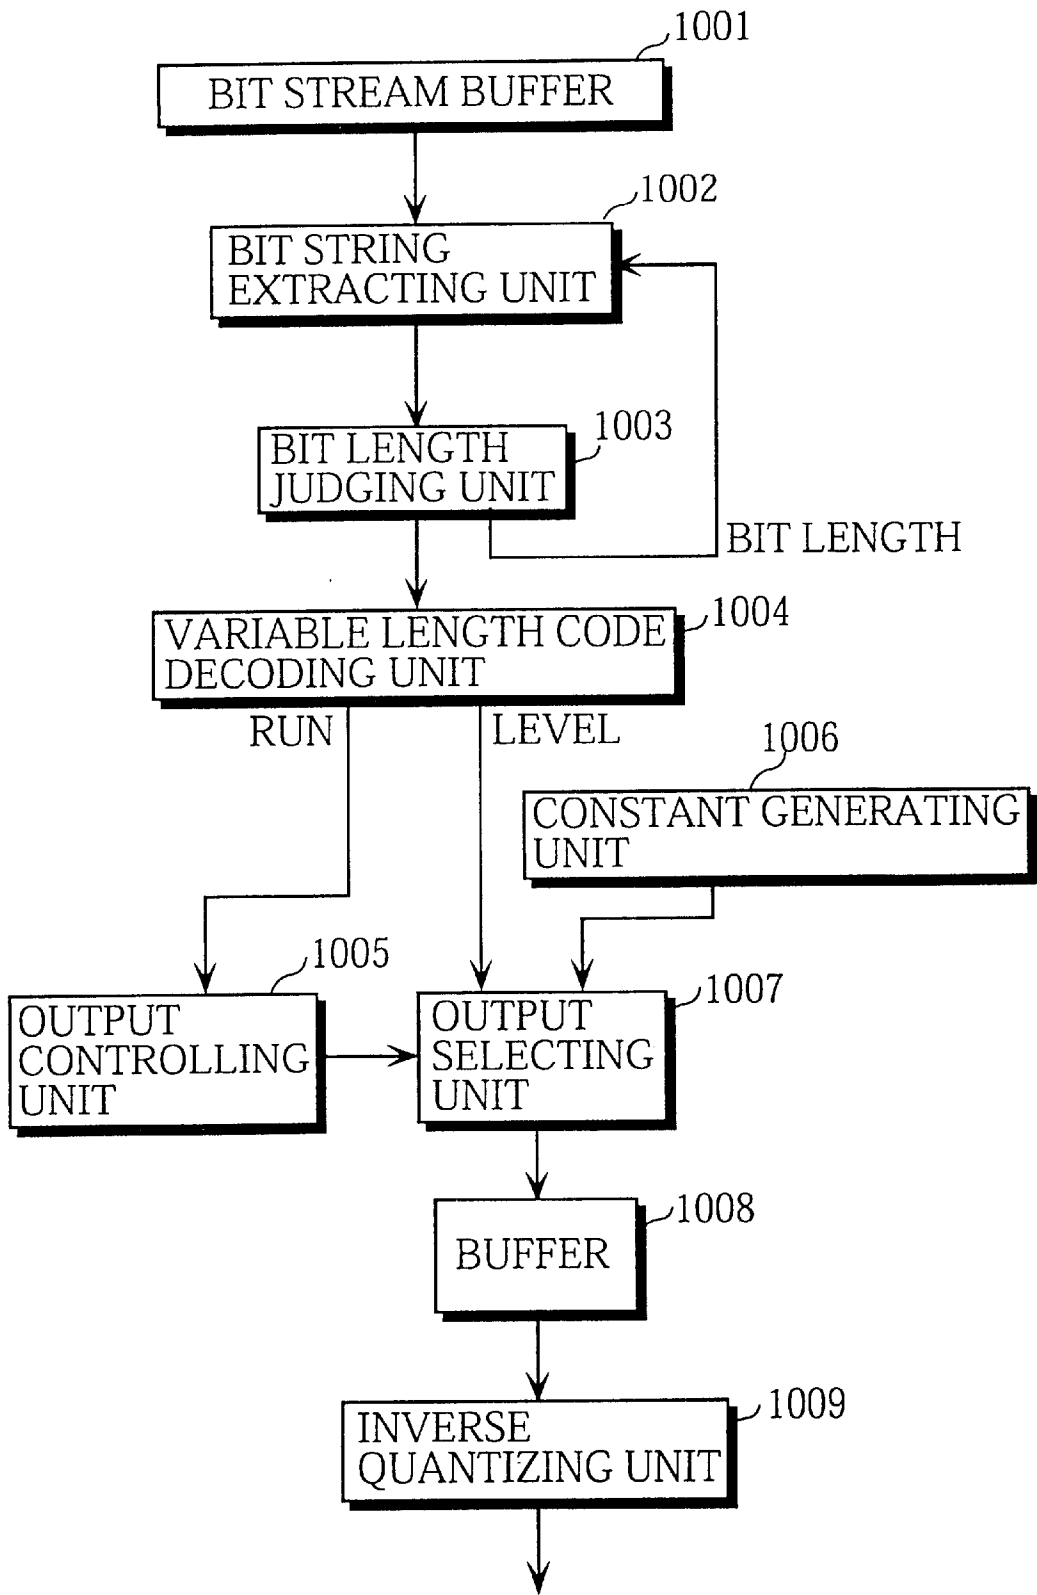 1001
BIT STREAM BUFFER
1002
BIT STRING
EXTRACTING UNIT
1003
BIT LENGTH
JUDGING UNIT
BIT LENGTH
1004
VARIABLE LENGTH CODE
DECODING UNIT
RUN
LEVEL
1006
CONSTANT GENERATING
UNIT
1005
OUTPUT
CONTROLLING
UNIT
1007
OUTPUT
SELECTING
UNIT
1008
BUFFER
1009
INVERSE
QUANTIZING UNIT